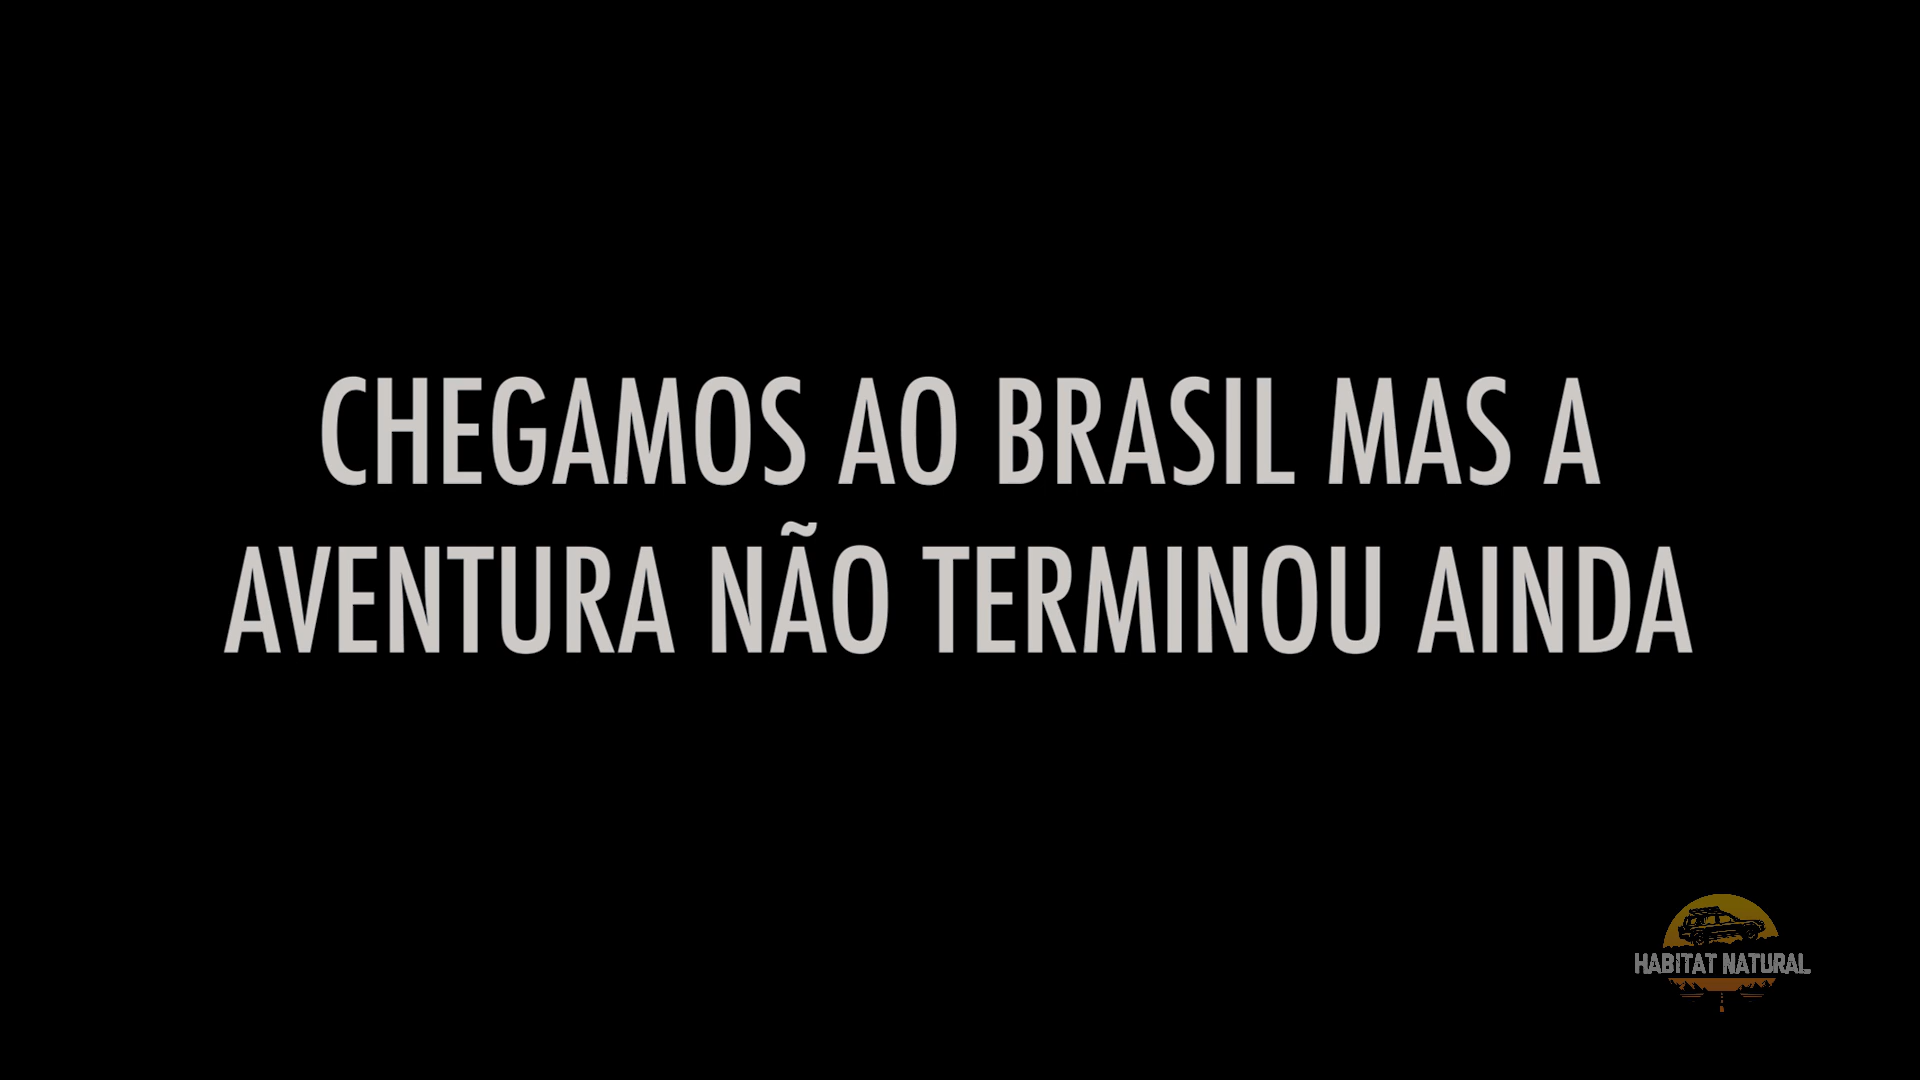 CHEGAMOS AO BRASIL MAS A
AVENTURA NÃO TERMINOU AINDA
HABITAT NATURAL